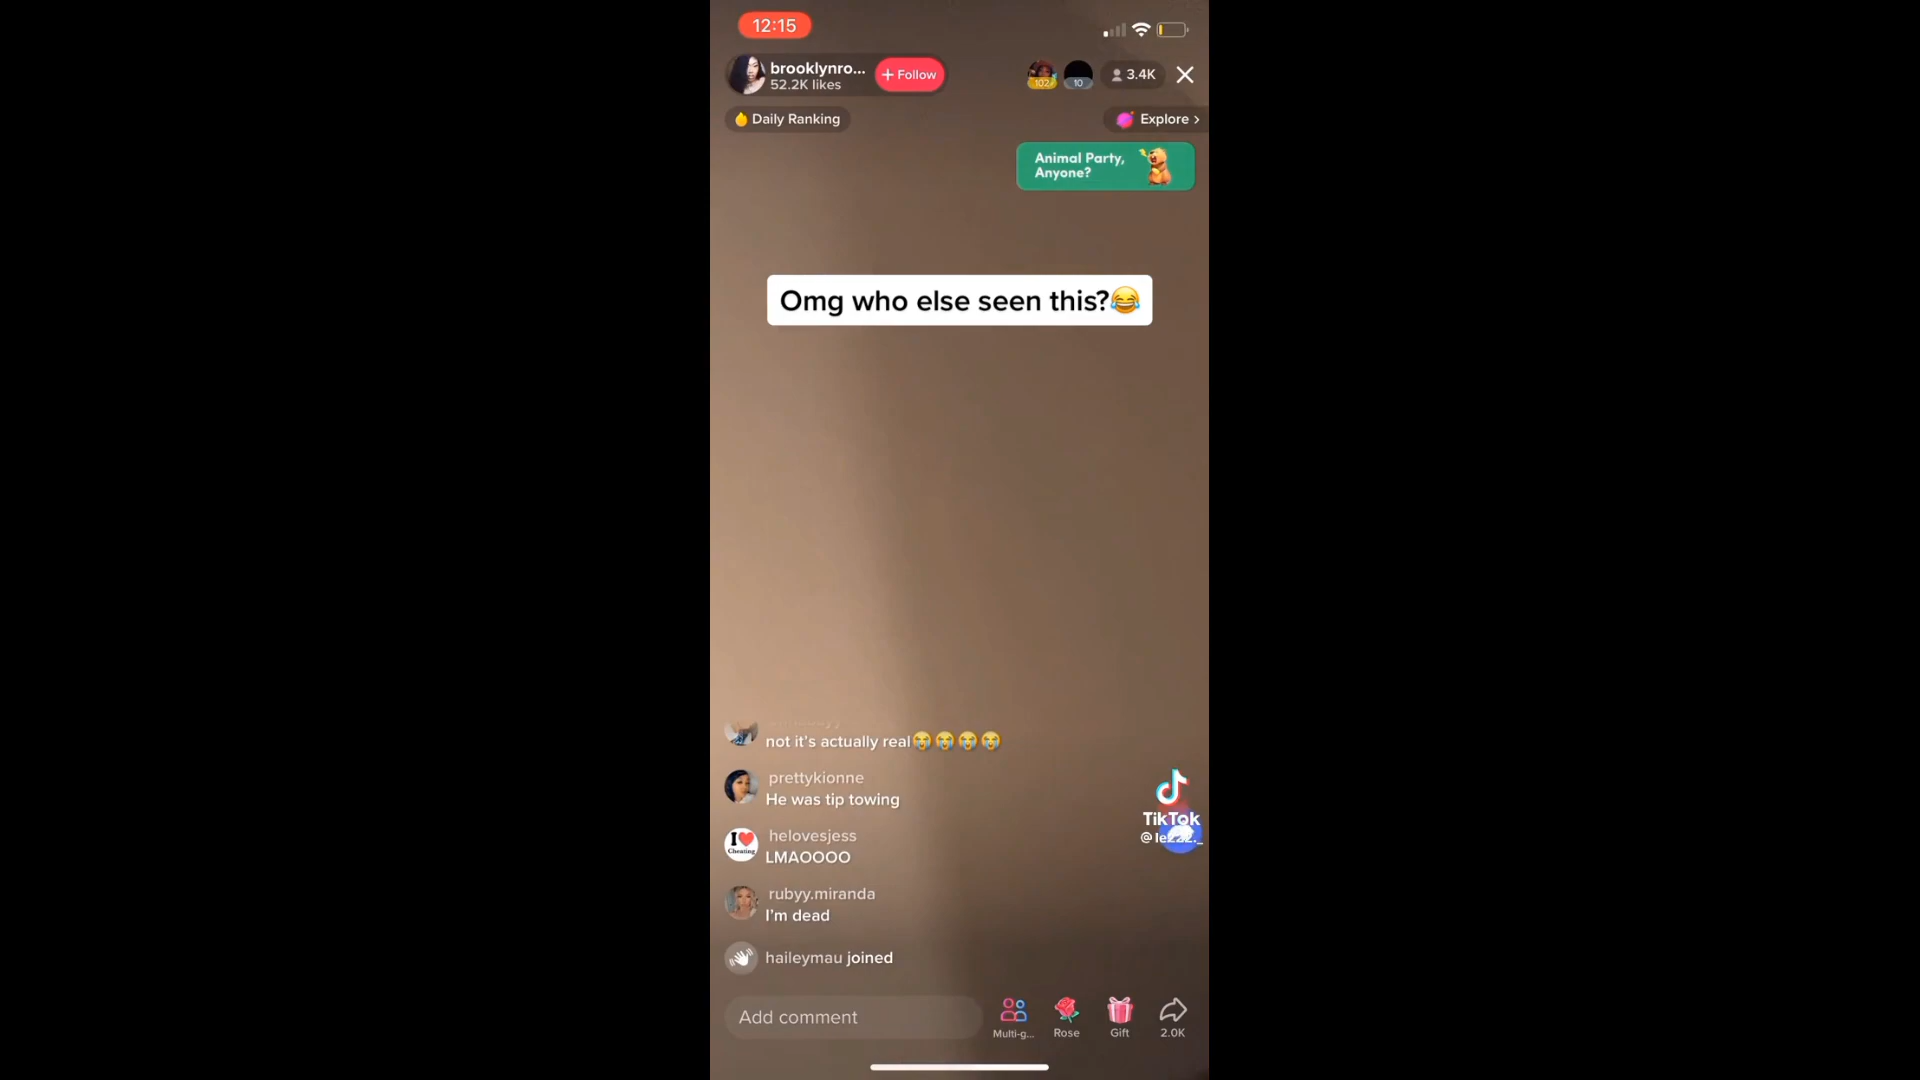 12:15
brooklynro...
52.2K likes
+ Follow
102
10
3.4K
Daily Ranking
Explore >
Animal Party,
Anyone?
Omg who else seen this?😂
not it's actually real😭😭😭😭
prettykionne
He was tip towing
I ❤ Cheating
helovesjess
LMAOOOO
rubyy.miranda
I'm dead
haileymau joined
TikTok
Add comment
Multi-g...
Rose
Gift
2.0K